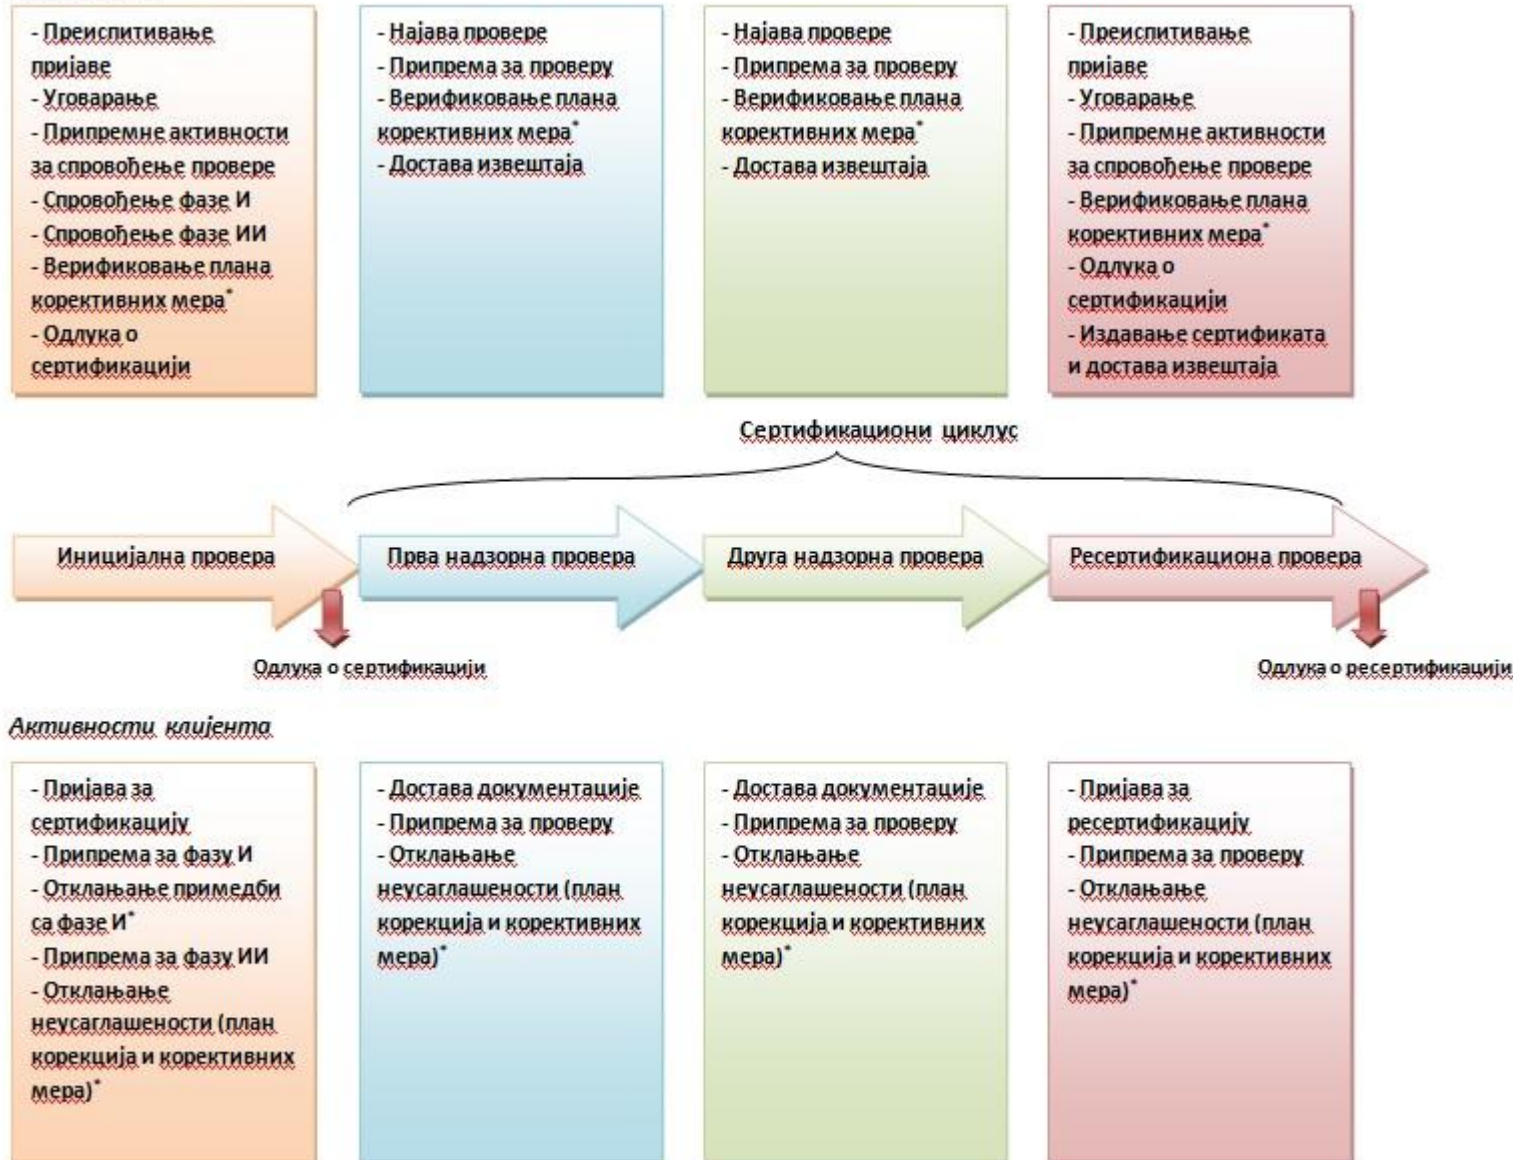 - Преиспитивање
пријаве
- Уговарање
- Припремне активности
за спровођење провере
- Спровођење фазе И
- Спровођење фазе ИИ
- Верификовање плана
корективних мера*
- Одлука о
сертификацији
- Најава провере
- Припрема за проверу
- Верификовање плана
корективних мера*
- Достава извештаја
- Најава провере
- Припрема за проверу
- Верификовање плана
корективних мера*
- Достава извештаја
- Преиспитивање
пријаве
- Уговарање
- Припремне активности
за спровођење провере
- Верификовање плана
корективних мера*
- Одлука о
сертификацији
- Издавање сертификата
и достава извештаја
Сертификациони циклус
Иницијална провера
Прва надзорна провера
Друга надзорна провера
Ресертификациона провера
Одлука о сертификацији
Одлука о ресертификацији
Активности клијента
- Пријава за
сертификацију
- Припрема за фазу И
- Отклањање примедби
са фазе И*
- Припрема за фазу ИИ
- Отклањање
неусаглашености (план
корекција и корективних
мера)*
- Достава документације
- Припрема за проверу
- Отклањање
неусаглашености (план
корекција и корективних
мера)*
- Достава документације
- Припрема за проверу
- Отклањање
неусаглашености (план
корекција и корективних
мера)*
- Пријава за
ресертификацију
- Припрема за проверу
- Отклањање
неусаглашености (план
корекција и корективних
мера)*